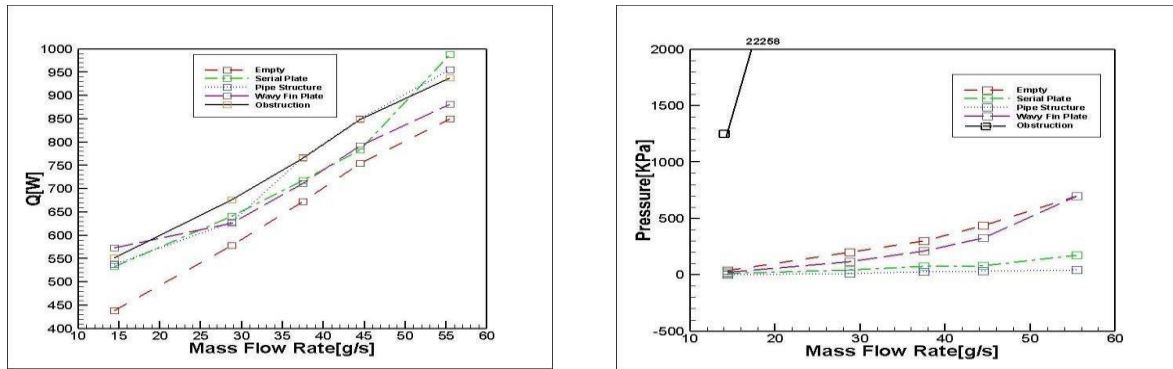 1000
950
900
850
800
750
700
650
600
550
500
450
400
Q[W]
Empty
Serial Plate
Pipe Structure
Wavy Fin Plate
Obstruction
10 15 20 25 30 35 40 45 50 55 60
Mass Flow Rate[g/s]
22258
2000
1500
1000
500
0
-500
Pressure[KPa]
Empty
Serial Plate
Pipe Structure
Wavy Fin Plate
Obstruction
10 20 30 40 50 60
Mass Flow Rate[g/s]